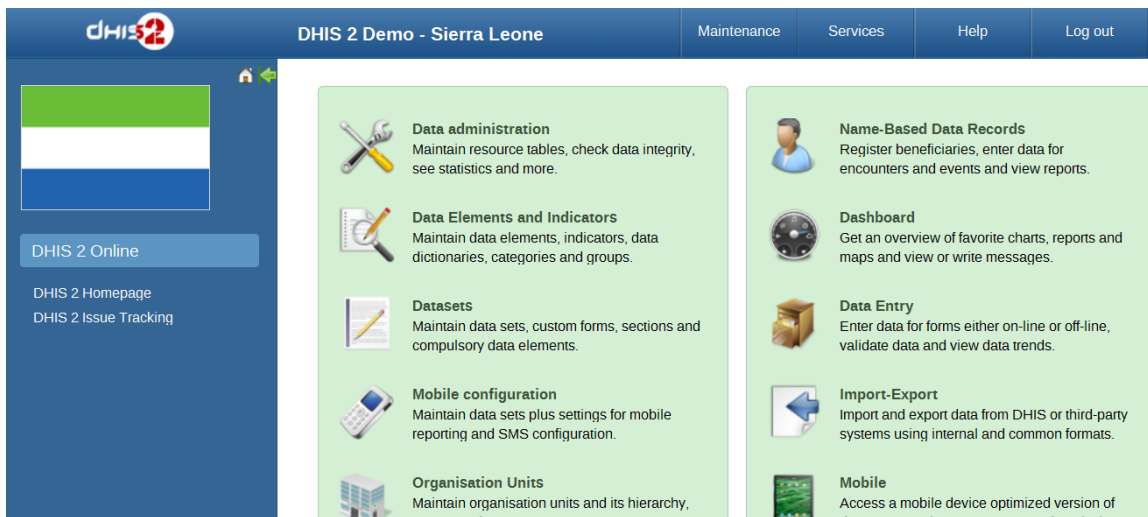 dHIS2
DHIS 2 Demo - Sierra Leone
Maintenance
Services
Help
Log out
DHIS 2 Online
DHIS 2 Homepage
DHIS 2 Issue Tracking
Data administration
Maintain resource tables, check data integrity,
see statistics and more.
Data Elements and Indicators
Maintain data elements, indicators, data
dictionaries, categories and groups.
Datasets
Maintain data sets, custom forms, sections and
compulsory data elements.
Mobile configuration
Maintain data sets plus settings for mobile
reporting and SMS configuration.
Organisation Units
Maintain organisation units and its hierarchy,
Name-Based Data Records
Register beneficiaries, enter data for
encounters and events and view reports.
Dashboard
Get an overview of favorite charts, reports and
maps and view or write messages.
Data Entry
Enter data for forms either on-line or off-line,
validate data and view data trends.
Import-Export
Import and export data from DHIS or third-party
systems using internal and common formats.
Mobile
Access a mobile device optimized version of